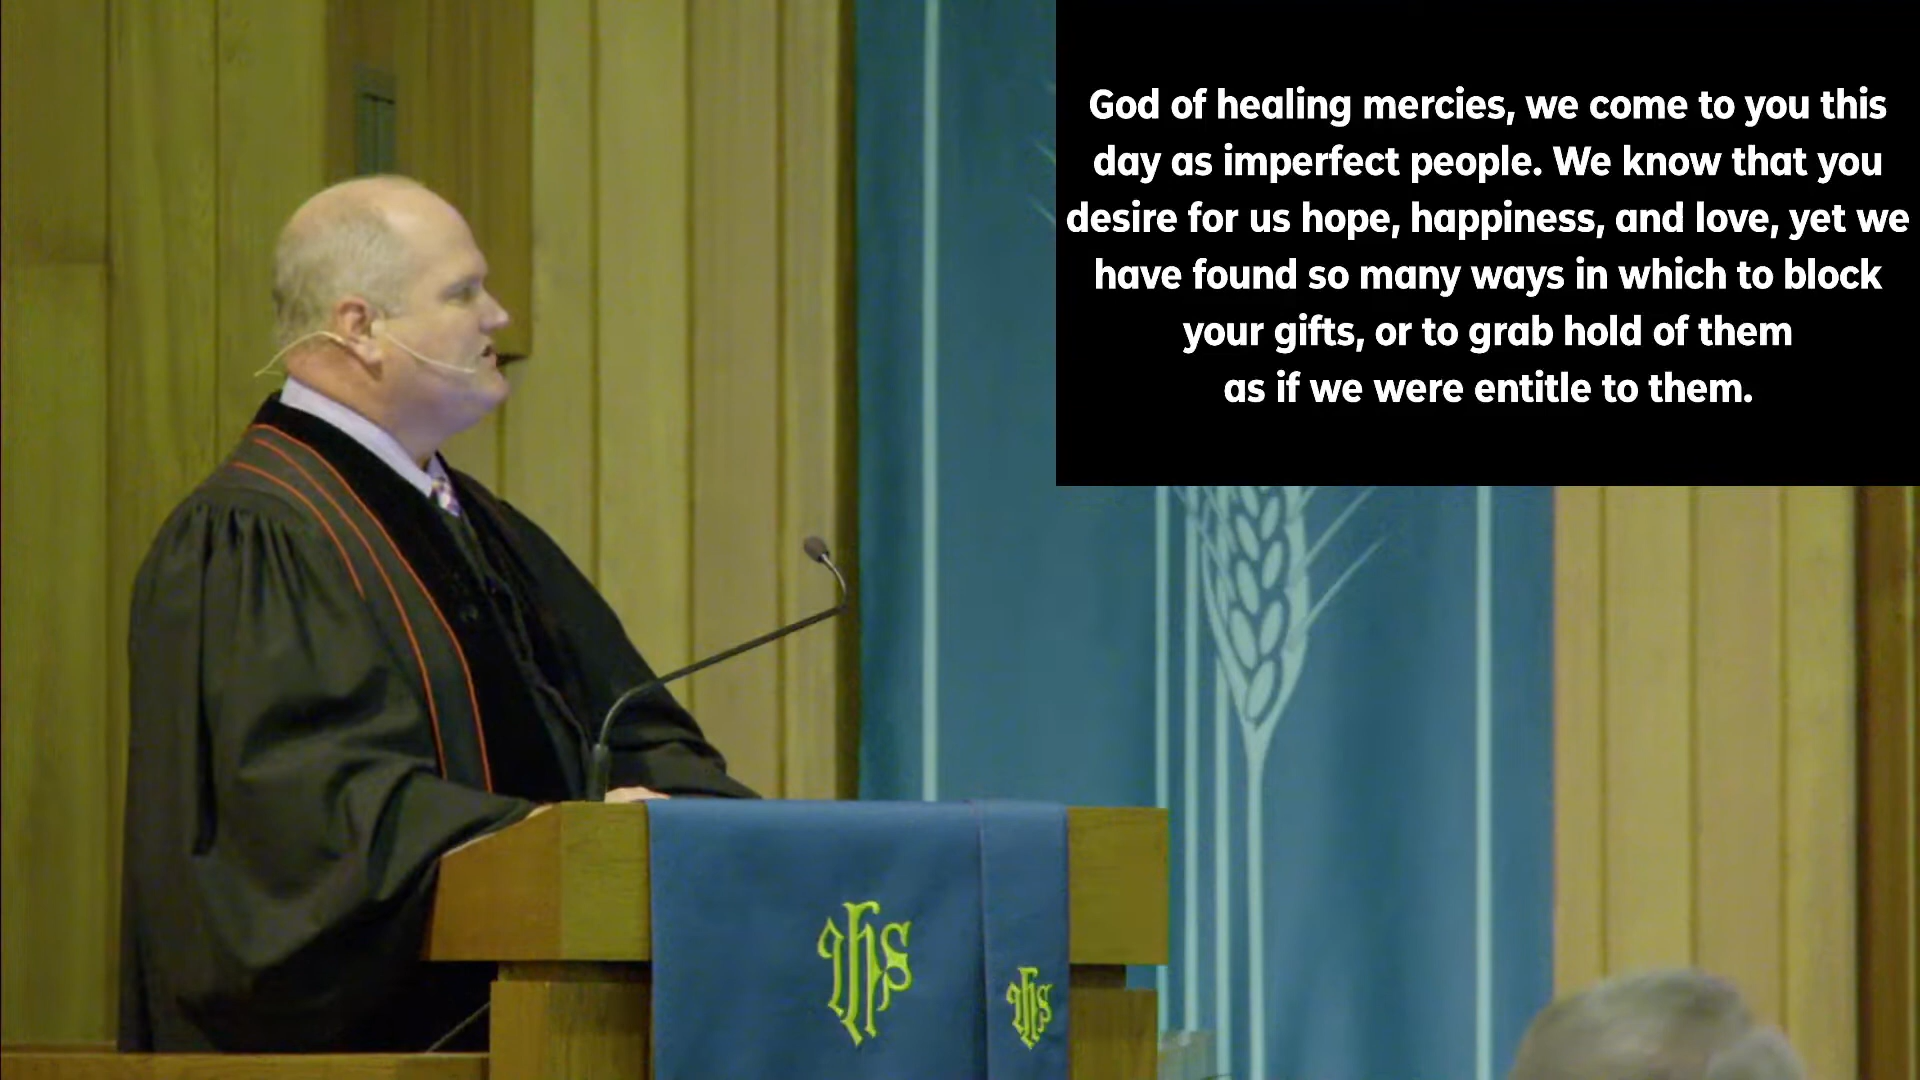 God of healing mercies, we come to you this
day as imperfect people. We know that you
desire for us hope, happiness, and love, yet we
have found so many ways in which to block
your gifts, or to grab hold of them
as if we were entitle to them.
IHS
IHS